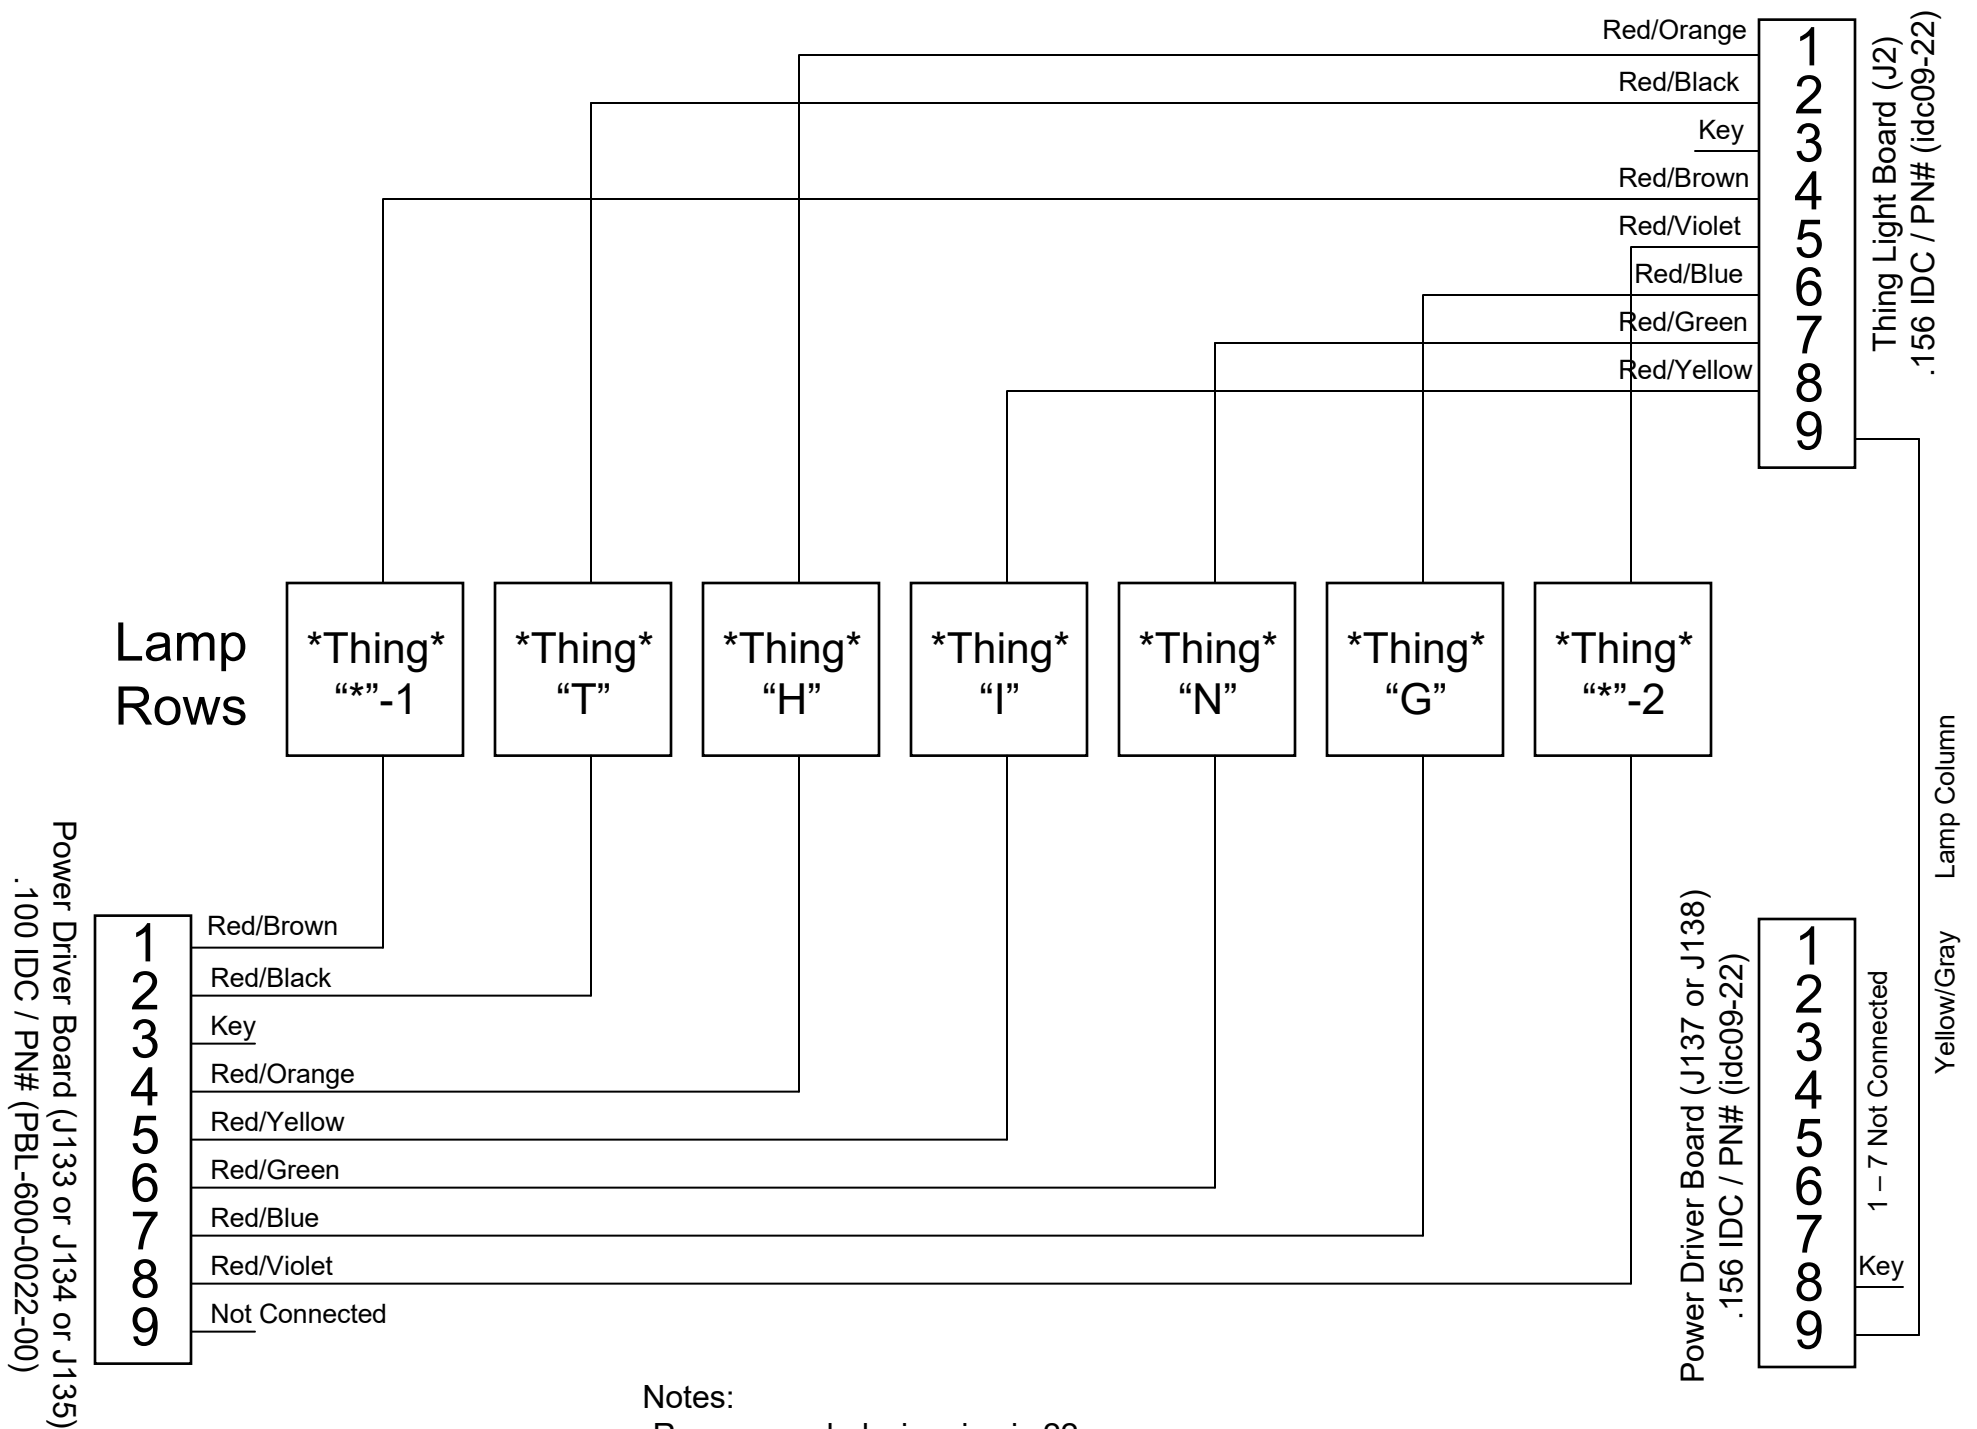 Red/Orange
Red/Black
Key
Red/Brown
Red/Violet
Red/Blue
Red/Green
Red/Yellow
1
2
3
4
5
6
7
8
9
Thing Light Board (J2)
.156 IDC / PN# (idc09-22)
Lamp
Rows
*Thing*
“*”-1
*Thing*
“T”
*Thing*
“H”
*Thing*
“I”
*Thing*
“N”
*Thing*
“G”
*Thing*
“*”-2
Yellow/Gray Lamp Column
Power Driver Board (J133 or J134 or J135)
.100 IDC / PN# (PBL-600-0022-00)
1
2
3
4
5
6
7
8
9
Red/Brown
Red/Black
Key
Red/Orange
Red/Yellow
Red/Green
Red/Blue
Red/Violet
Not Connected
Power Driver Board (J137 or J138)
.156 IDC / PN# (idc09-22)
1
2
3
4
5
6
7
8
9
1 – 7 Not Connected
Key
Notes: